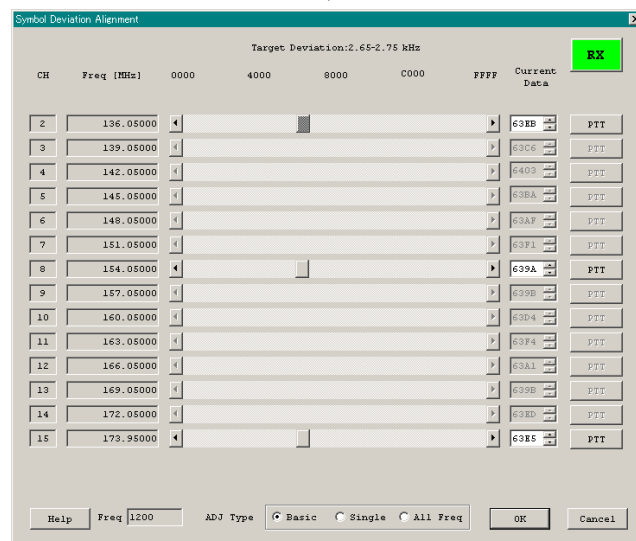 Symbol Deviation Alignment
Target Deviation:2.65-2.75 kHz
RX
CH Freq [MHz] 0000 4000 8000 C000 FFFF Current Data
2 136.05000 63EB PTT
3 139.05000 63C6 PTT
4 142.05000 6403 PTT
5 145.05000 63BA PTT
6 148.05000 63AF PTT
7 151.05000 63F1 PTT
8 154.05000 639A PTT
9 157.05000 639B PTT
10 160.05000 63D4 PTT
11 163.05000 63F4 PTT
12 166.05000 63A1 PTT
13 169.05000 639B PTT
14 172.05000 63ED PTT
15 173.95000 63E5 PTT
Help Freq 1200 ADJ Type Basic Single All Freq OK Cancel